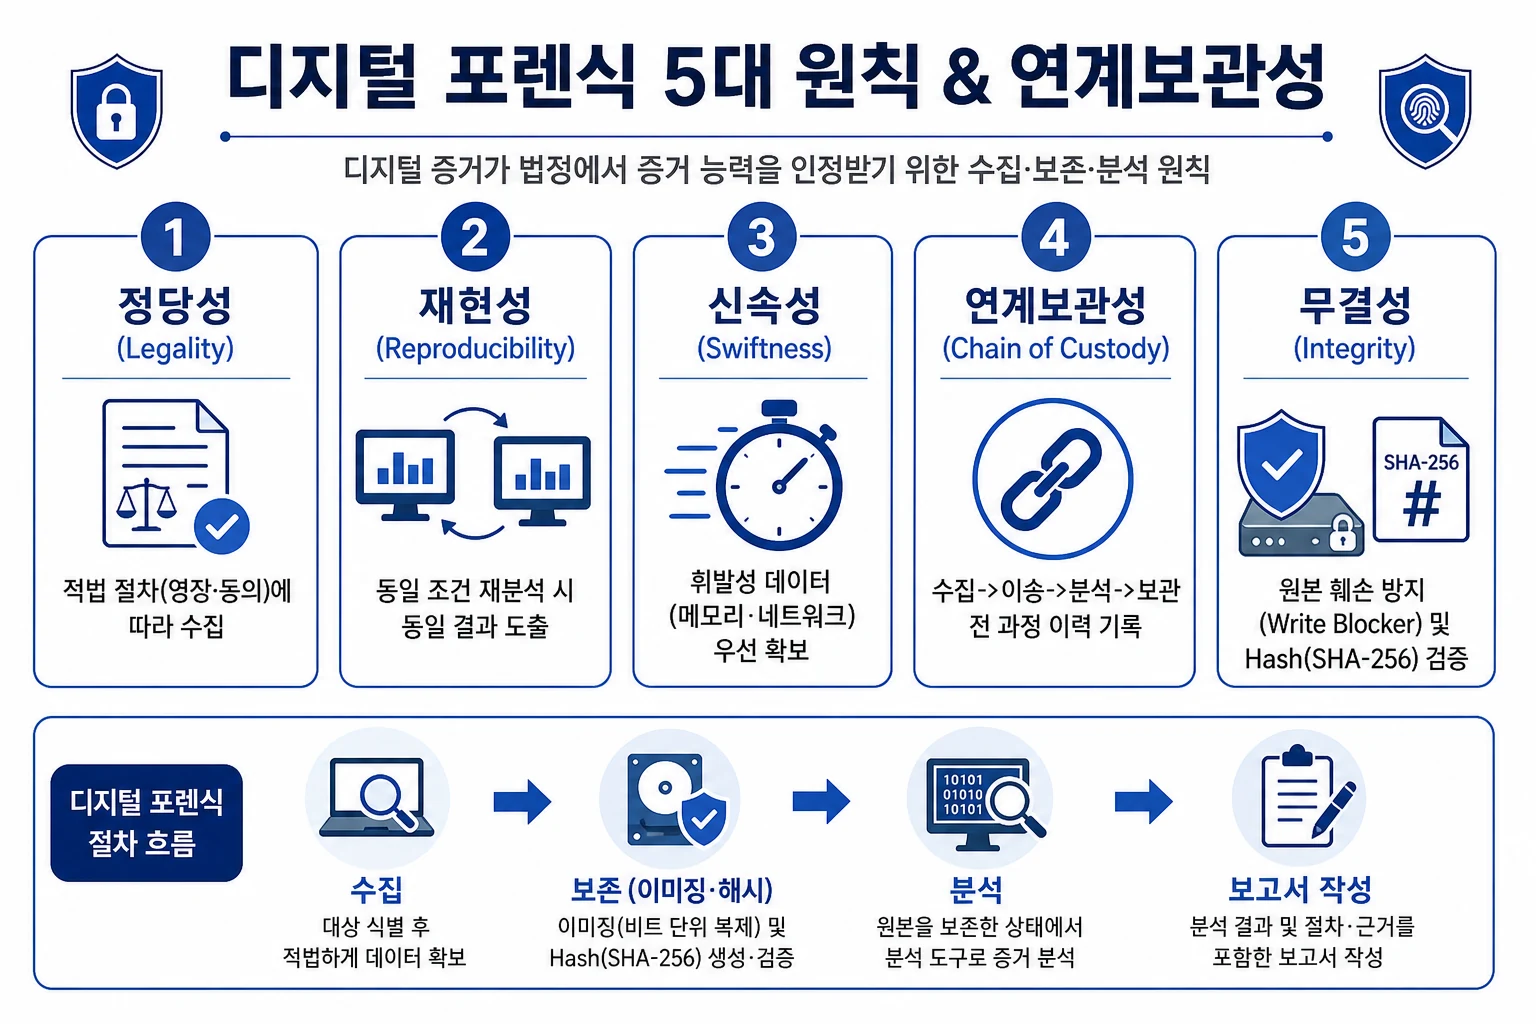 디지털 포렌식 5대 원칙 & 연계보관성
디지털 증거가 법정에서 증거 능력을 인정받기 위한 수집·보존·분석 원칙
1
정당성
(Legality)
적법 절차(영장·동의)에
따라 수집
2
재현성
(Reproducibility)
동일 조건 재분석 시
동일 결과 도출
3
신속성
(Swiftness)
휘발성 데이터
(메모리·네트워크)
우선 확보
4
연계보관성
(Chain of Custody)
수집->이송->분석->보관
전 과정 이력 기록
5
무결성
(Integrity)
SHA-256
#
원본 훼손 방지
(Write Blocker) 및
Hash(SHA-256) 검증
디지털 포렌식
절차 흐름
수집
대상 식별 후
적법하게 데이터 확보
보존 (이미징·해시)
이미징(비트 단위 복제) 및
Hash(SHA-256) 생성·검증
10101
01010
10101
분석
원본을 보존한 상태에서
분석 도구로 증거 분석
보고서 작성
분석 결과 및 절차·근거를
포함한 보고서 작성